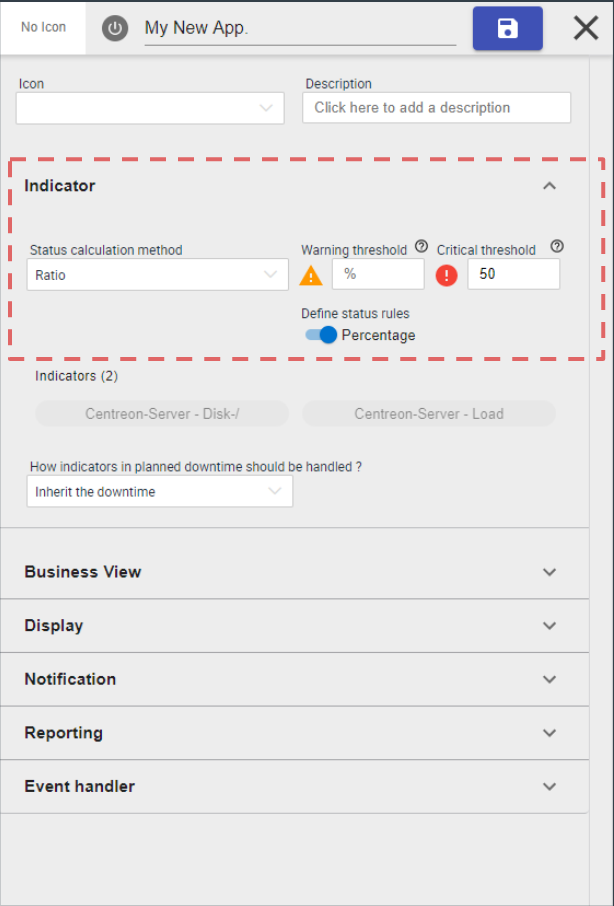 No Icon
My New App.
Icon
Description
Click here to add a description
Indicator
Status calculation method
Warning threshold ?
Critical threshold ?
Ratio
%
50
Define status rules
Percentage
Indicators (2)
Centreon-Server - Disk-/
Centreon-Server - Load
How indicators in planned downtime should be handled ?
Inherit the downtime
Business View
Display
Notification
Reporting
Event handler